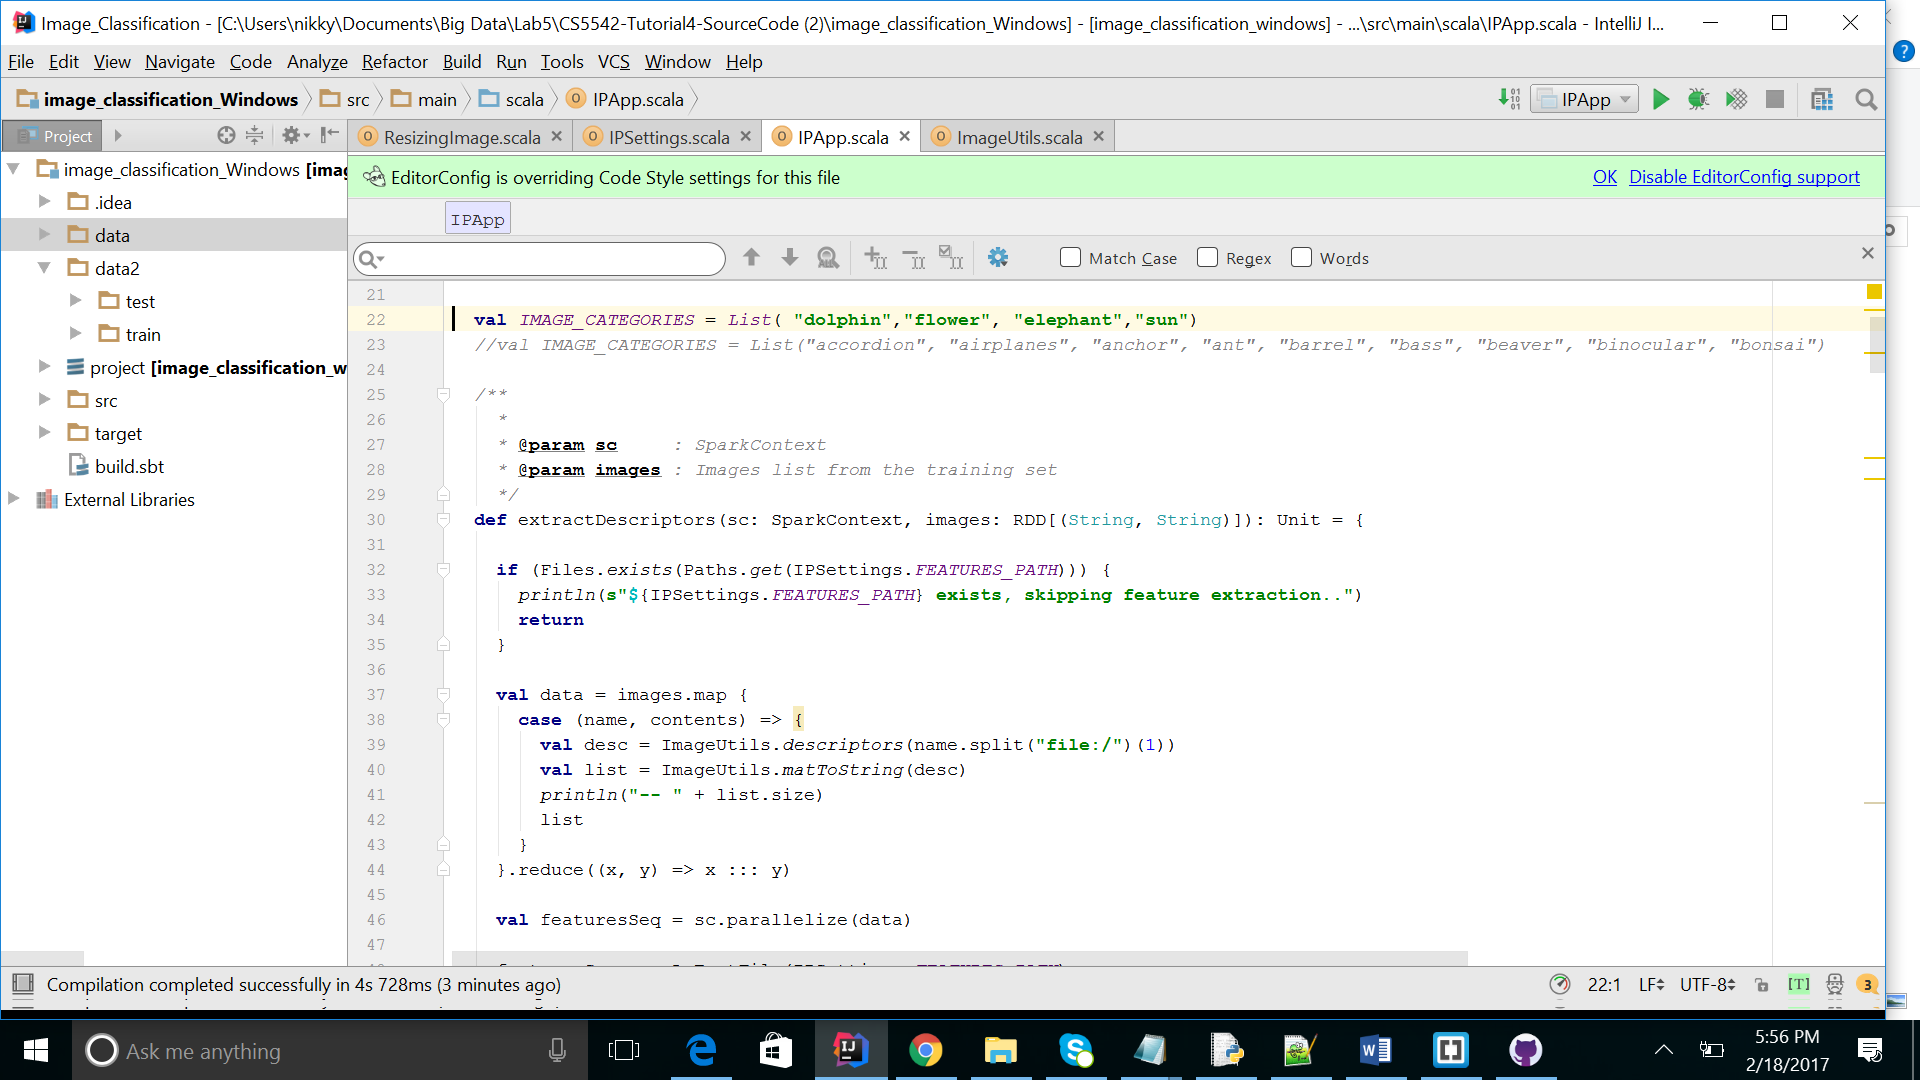 Image_Classification - [C:\Users\nikky\Documents\Big Data\Lab5\CS5542-Tutorial4-SourceCode (2)\image_classification_Windows] - [image_classification_windows] - ...\src\main\scala\IPApp.scala - IntelliJ I...
File Edit View Navigate Code Analyze Refactor Build Run Tools VCS Window Help
image_classification_Windows src main scala IPApp.scala IPApp
Project ResizingImage.scala IPSettings.scala IPApp.scala ImageUtils.scala
image_classification_Windows [imag
.idea
data
data2
test
train
project [image_classification_w
src
target
build.sbt
External Libraries
EditorConfig is overriding Code Style settings for this file OK Disable EditorConfig support
IPApp
Match Case Regex Words
21
22 val IMAGE_CATEGORIES = List( "dolphin","flower", "elephant","sun")
23 //val IMAGE_CATEGORIES = List("accordion", "airplanes", "anchor", "ant", "barrel", "bass", "beaver", "binocular", "bonsai")
24
25 /**
26 *
27 * @param sc : SparkContext
28 * @param images : Images list from the training set
29 */
30 def extractDescriptors(sc: SparkContext, images: RDD[(String, String)]): Unit = {
31
32 if (Files.exists(Paths.get(IPSettings.FEATURES_PATH))) {
33 println(s"${IPSettings.FEATURES_PATH} exists, skipping feature extraction..")
34 return
35 }
36
37 val data = images.map {
38 case (name, contents) => {
39 val desc = ImageUtils.descriptors(name.split("file:/")(1))
40 val list = ImageUtils.matToString(desc)
41 println("-- " + list.size)
42 list
43 }
44 }.reduce((x, y) => x ::: y)
45
46 val featuresSeq = sc.parallelize(data)
47
Compilation completed successfully in 4s 728ms (3 minutes ago) 22:1 LF UTF-8 [T] 3
Ask me anything
5:56 PM
2/18/2017